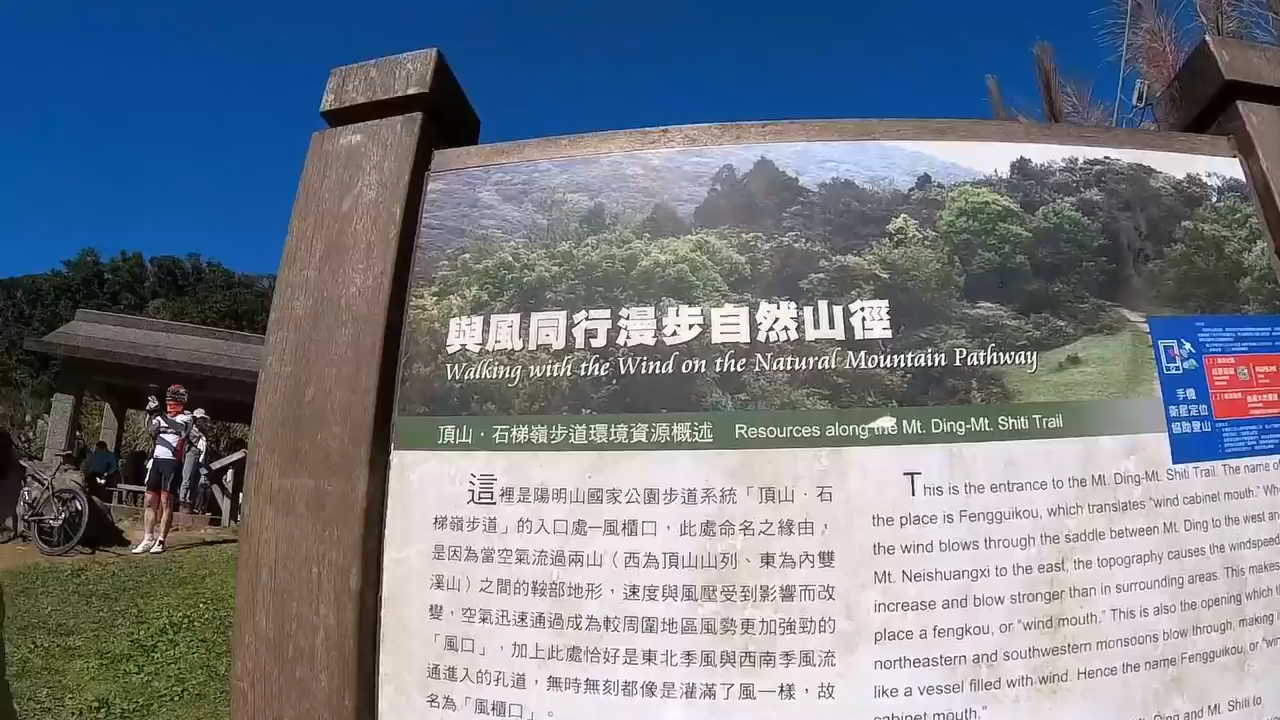 與風同行漫步自然山徑
Walking with the Wind on the Natural Mountain Pathway
頂山．石梯嶺步道環境資源概述 Resources along the Mt. Ding-Mt. Shiti Trail
這裡是陽明山國家公園步道系統「頂山．石
梯嶺步道」的入口處─風櫃口，此處命名之緣由，
是因為當空氣流過兩山（西為頂山山列、東為內雙
溪山）之間的鞍部地形，速度與風壓受到影響而改
變，空氣迅速通過成為較周圍地區風勢更加強勁的
「風口」，加上此處恰好是東北季風與西南季風流
通進入的孔道，無時無刻都像是灌滿了風一樣，故
名為「風櫃口」。
This is the entrance to the Mt. Ding-Mt. Shiti Trail. The name of
the place is Fengguikou, which translates "wind cabinet mouth."
the wind blows through the saddle between Mt. Ding to the west
Mt. Neishuangxi to the east, the topography causes the windspeed
increase and blow stronger than in surrounding areas. This makes
place a fengkou, or "wind mouth." This is also the opening which
northeastern and southwestern monsoons blow through, making
like a vessel filled with wind. Hence the name Fengguikou, or
cabinet mouth."
Ding and Mt. Shiti to
手機
衛星定位
協助登山